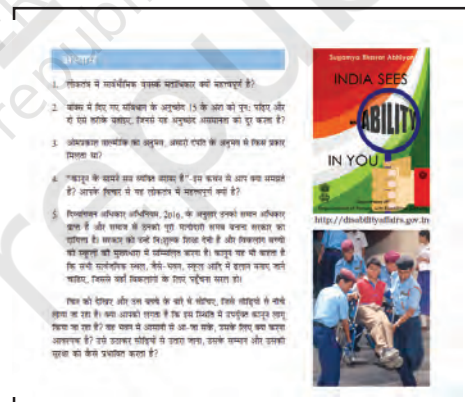 अभ्यास
1. लोकतंत्र में सार्वभौमिक वयस्क मताधिकार क्यों महत्त्वपूर्ण है?
2. बॉक्स में दिए गए संविधान के अनुच्छेद 15 के अंश को पुनः पढ़िए और
दो ऐसे तरीके बताइए, जिनसे यह अनुच्छेद असमानता को दूर करता है?
3. ओमप्रकाश वाल्मीकि का अनुभव, अंसारी दंपति के अनुभव से किस प्रकार
मिलता था?
4. "कानून के सामने सब व्यक्ति बराबर हैं"-इस कथन से आप क्या समझते
हैं? आपके विचार से यह लोकतंत्र में महत्त्वपूर्ण क्यों है?
5. दिव्यांगजन अधिकार अधिनियम, 2016, के अनुसार उनको समान अधिकार
प्राप्त हैं और समाज में उनकी पूरी भागीदारी संभव बनाना सरकार का
दायित्व है। सरकार को उन्हें निःशुल्क शिक्षा देनी है और विकलांग बच्चों
को स्कूलों की मुख्यधारा में सम्मिलित करना है। कानून यह भी कहता है
कि सभी सार्वजनिक स्थल, जैसे-भवन, स्कूल आदि में ढलान बनाए जाने
चाहिए, जिससे वहाँ विकलांगों के लिए पहुँचना सरल हो।
चित्र को देखिए और उस बच्चे के बारे में सोचिए, जिसे सीढ़ियों से नीचे
लाया जा रहा है। क्या आपको लगता है कि इस स्थिति में उपर्युक्त कानून लागू
किया जा रहा है? वह भवन में आसानी से आ-जा सके, उसके लिए क्या करना
आवश्यक है? उसे उठाकर सीढ़ियों से उतारा जाना, उसके सम्मान और उसकी
सुरक्षा को कैसे प्रभावित करता है?
Sugamya Bharat Abhiyan
INDIA SEES
ABILITY
IN YOU
http://disabilityaffairs.gov.in
republ